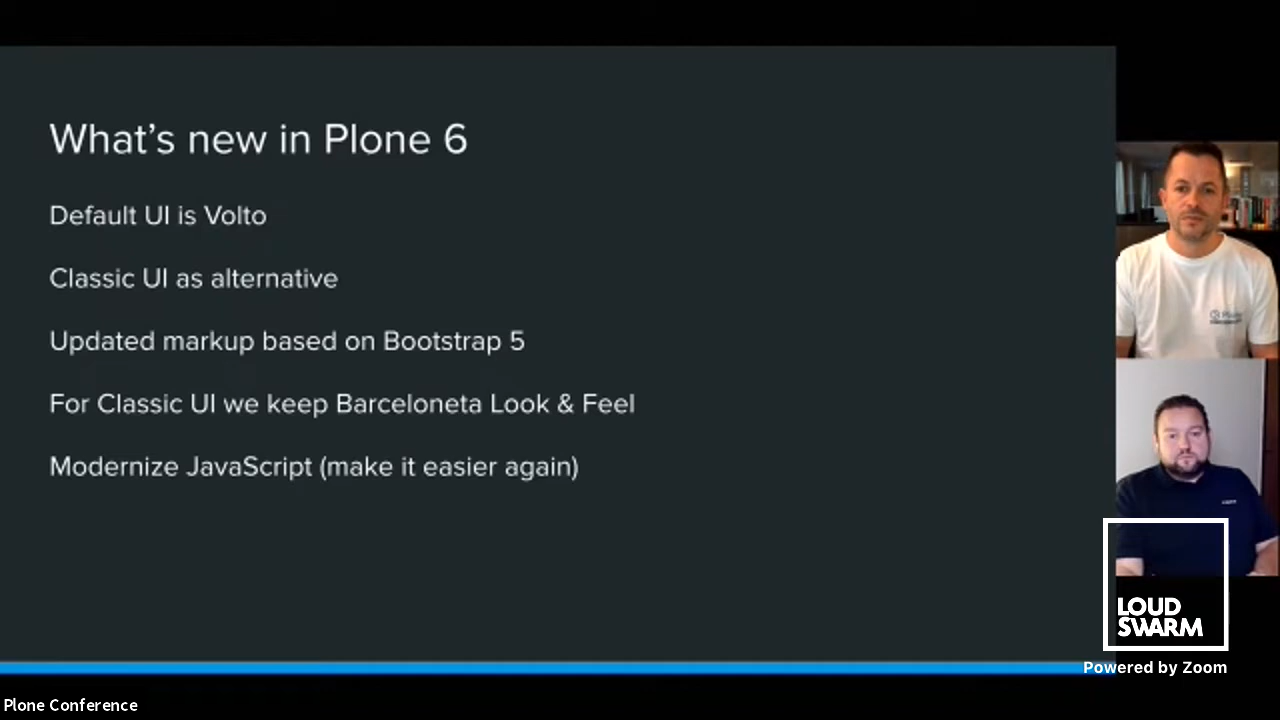 What's new in Plone 6
Default UI is Volto
Classic UI as alternative
Updated markup based on Bootstrap 5
For Classic UI we keep Barceloneta Look & Feel
Modernize JavaScript (make it easier again)
LOUD
SWARM
Powered by Zoom
Plone Conference